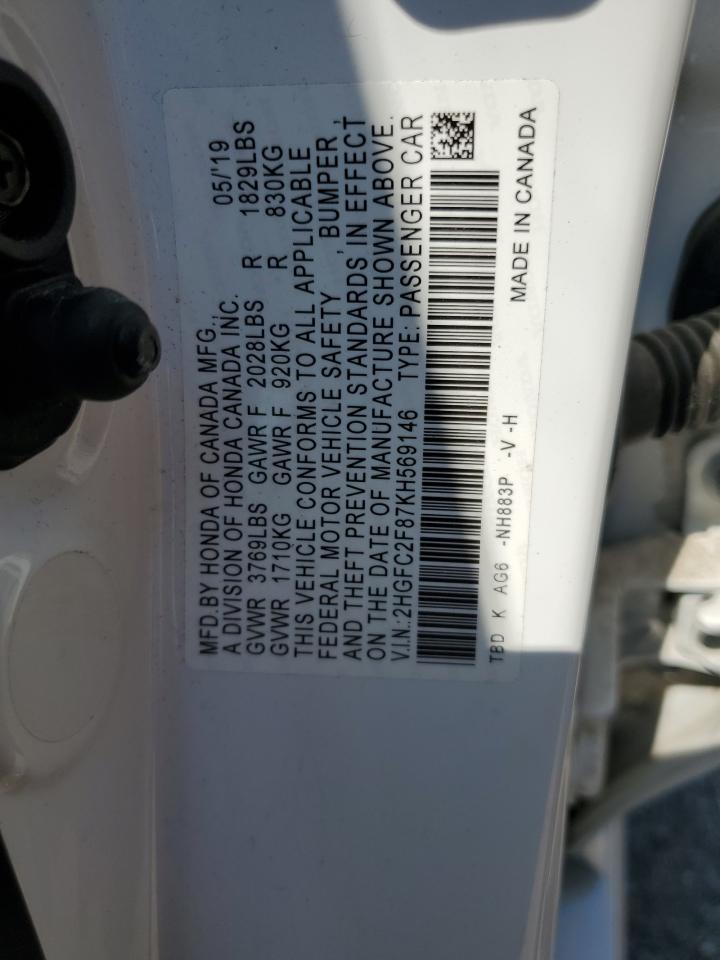 MFD.BY HONDA OF CANADA MFG.,
A DIVISION OF HONDA CANADA INC. 05/'19
GVWR 3769LBS GAWR F 2028LBS R 1829LBS
GVWR 1710KG GAWR F 920KG R 830KG
THIS VEHICLE CONFORMS TO ALL APPLICABLE
FEDERAL MOTOR VEHICLE SAFETY , BUMPER ,
AND THEFT PREVENTION STANDARDS IN EFFECT
ON THE DATE OF MANUFACTURE SHOWN ABOVE.
V.I.N.:2HGFC2F87KH569146 TYPE: PASSENGER CAR
TBD K AG6 -NH883P -V -H MADE IN CANADA